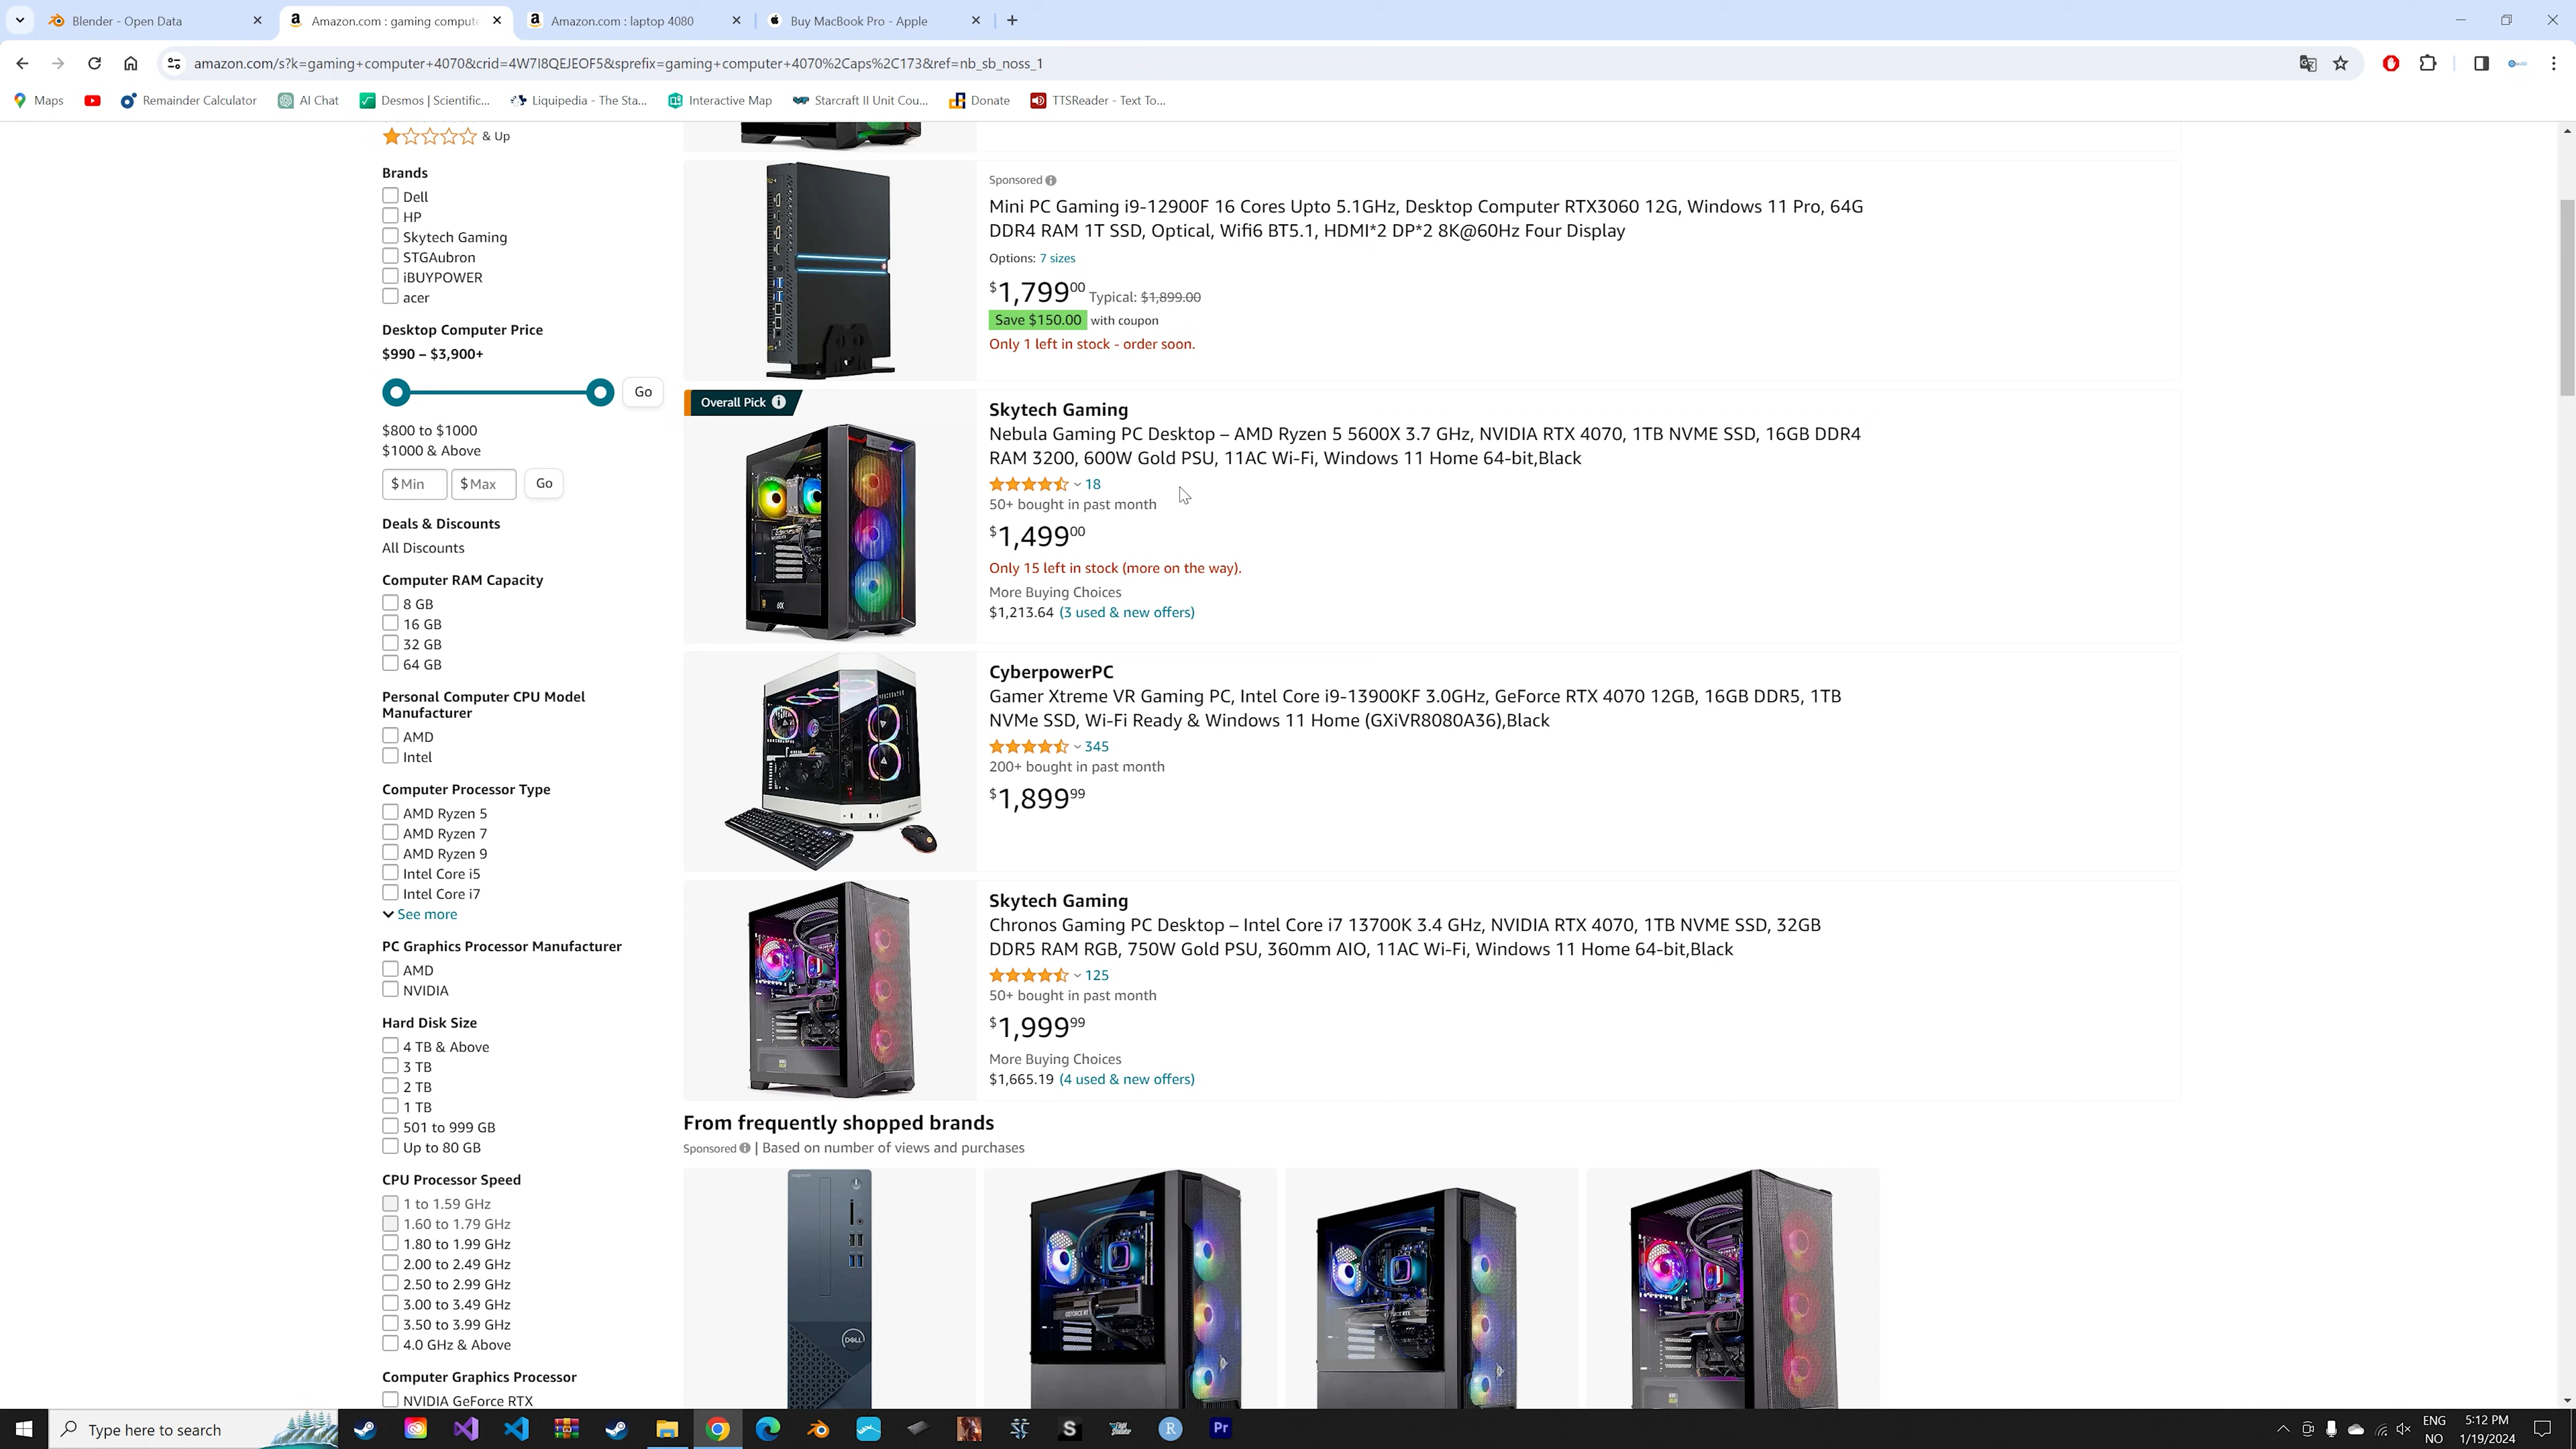 Blender - Open Data
Amazon.com : gaming compute
Amazon.com : laptop 4080
Buy MacBook Pro - Apple
amazon.com/s?k=gaming+computer+4070&crid=4W7I8QEJEOF5&sprefix=gaming+computer+4070%2Caps%2C173&ref=nb_sb_noss_1
Maps
Remainder Calculator
AI Chat
Desmos | Scientific...
Liquipedia - The Sta...
Interactive Map
Starcraft II Unit Cou...
Donate
TTSReader - Text To...
& Up
Brands
Dell
HP
Skytech Gaming
STGAubron
iBUYPOWER
acer
Desktop Computer Price
$990 – $3,900+
Go
$800 to $1000
$1000 & Above
$ Min $ Max Go
Deals & Discounts
All Discounts
Computer RAM Capacity
8 GB
16 GB
32 GB
64 GB
Personal Computer CPU Model
Manufacturer
AMD
Intel
Computer Processor Type
AMD Ryzen 5
AMD Ryzen 7
AMD Ryzen 9
Intel Core i5
Intel Core i7
See more
PC Graphics Processor Manufacturer
AMD
NVIDIA
Hard Disk Size
4 TB & Above
3 TB
2 TB
1 TB
501 to 999 GB
Up to 80 GB
CPU Processor Speed
1 to 1.59 GHz
1.60 to 1.79 GHz
1.80 to 1.99 GHz
2.00 to 2.49 GHz
2.50 to 2.99 GHz
3.00 to 3.49 GHz
3.50 to 3.99 GHz
4.0 GHz & Above
Computer Graphics Processor
NVIDIA GeForce RTX
Sponsored
Mini PC Gaming i9-12900F 16 Cores Upto 5.1GHz, Desktop Computer RTX3060 12G, Windows 11 Pro, 64G
DDR4 RAM 1T SSD, Optical, Wifi6 BT5.1, HDMI*2 DP*2 8K@60Hz Four Display
Options: 7 sizes
$1,799.00 Typical: $1,899.00
Save $150.00 with coupon
Only 1 left in stock - order soon.
Overall Pick
Skytech Gaming
Nebula Gaming PC Desktop – AMD Ryzen 5 5600X 3.7 GHz, NVIDIA RTX 4070, 1TB NVME SSD, 16GB DDR4
RAM 3200, 600W Gold PSU, 11AC Wi-Fi, Windows 11 Home 64-bit,Black
18
50+ bought in past month
$1,499.00
Only 15 left in stock (more on the way).
More Buying Choices
$1,213.64 (3 used & new offers)
CyberpowerPC
Gamer Xtreme VR Gaming PC, Intel Core i9-13900KF 3.0GHz, GeForce RTX 4070 12GB, 16GB DDR5, 1TB
NVMe SSD, Wi-Fi Ready & Windows 11 Home (GXiVR8080A36),Black
345
200+ bought in past month
$1,899.99
Skytech Gaming
Chronos Gaming PC Desktop – Intel Core i7 13700K 3.4 GHz, NVIDIA RTX 4070, 1TB NVME SSD, 32GB
DDR5 RAM RGB, 750W Gold PSU, 360mm AIO, 11AC Wi-Fi, Windows 11 Home 64-bit,Black
125
50+ bought in past month
$1,999.99
More Buying Choices
$1,665.19 (4 used & new offers)
From frequently shopped brands
Sponsored | Based on number of views and purchases
DELL
Type here to search
S
R
Pr
ENG
NO
5:12 PM
1/19/2024